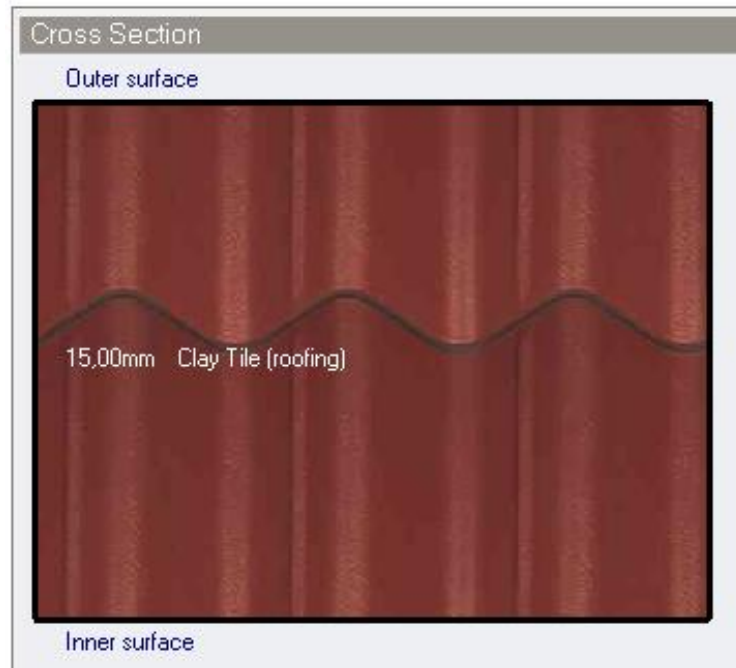 Cross Section
Outer surface
15,00mm Clay Tile (roofing)
Inner surface